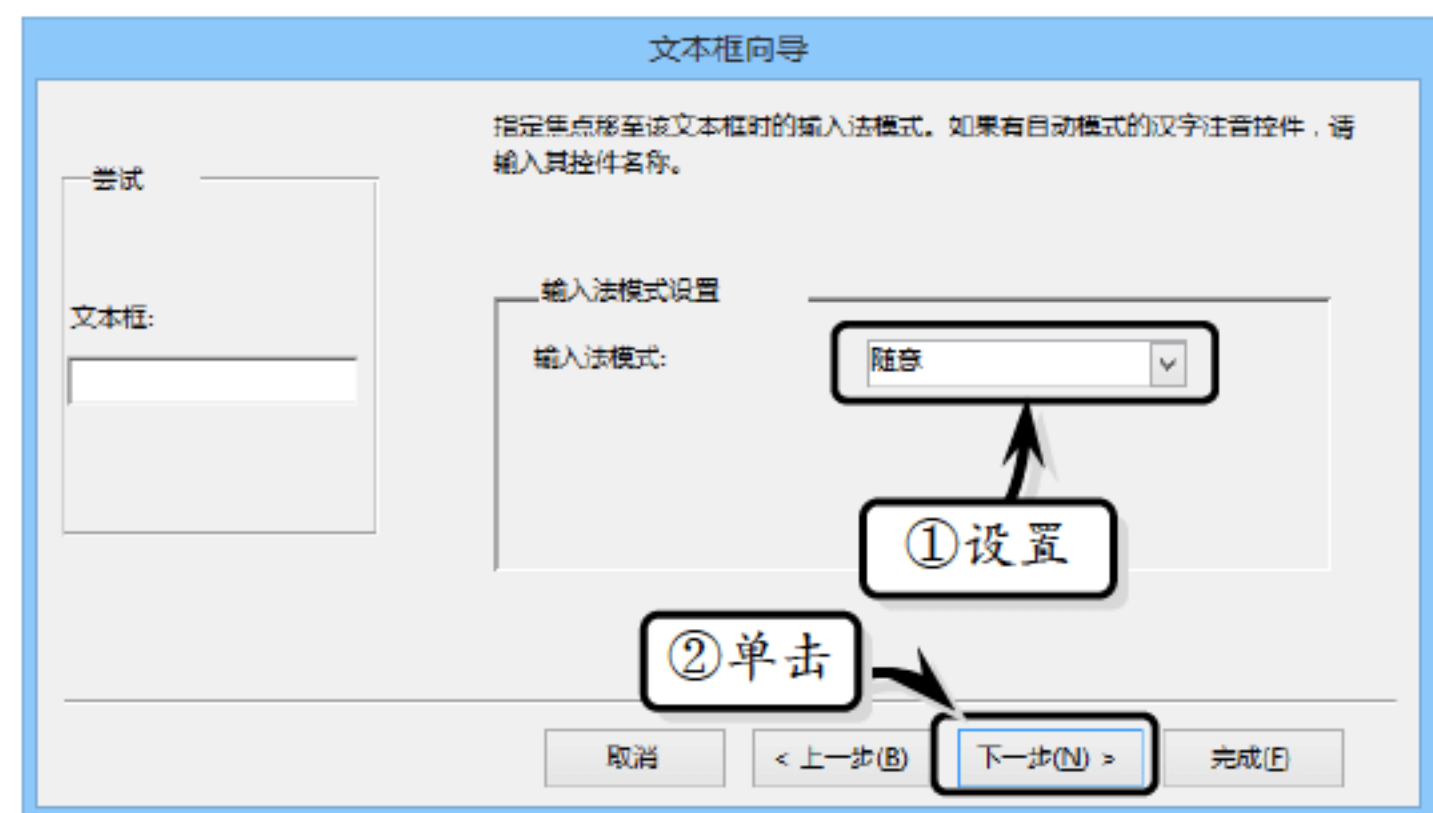 文本框向导
指定焦点移至该文本框时的输入法模式。如果有自动模式的汉字注音控件，请
输入其控件名称。
尝试
文本框:
输入法模式设置
输入法模式:
随意
①设置
②单击
取消
< 上一步(B)
下一步(N) >
完成(F)